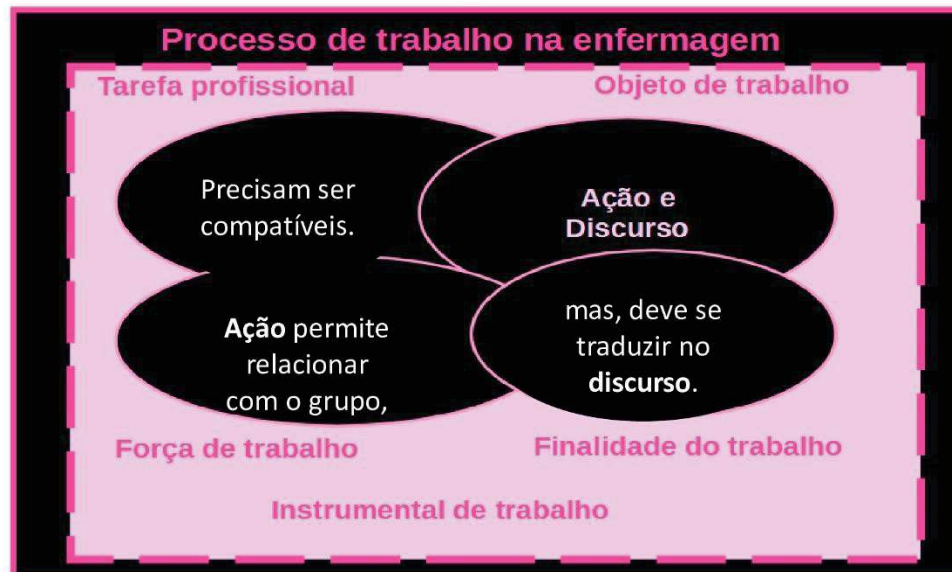 Processo de trabalho na enfermagem
Tarefa profissional
Objeto de trabalho
Precisam ser
compatíveis.
Ação e
Discurso
Ação permite
relacionar
com o grupo,
mas, deve se
traduzir no
discurso.
Força de trabalho
Finalidade do trabalho
Instrumental de trabalho